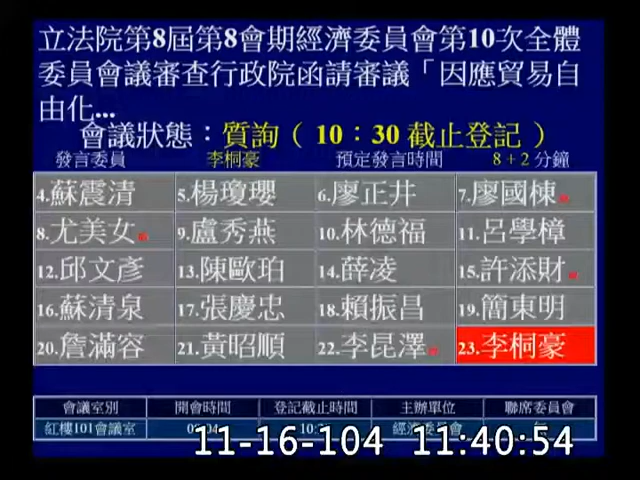 立法院第8屆第8會期經濟委員會第10次全體
委員會議審查行政院函請審議「因應貿易自
由化...
會議狀態：質詢（10：30 截止登記）
發言委員 李桐豪 預定發言時間 8 + 2 分鐘
4.蘇震清 5.楊瓊瓔 6.廖正井 7.廖國棟
8.尤美女 9.盧秀燕 10.林德福 11.呂學樟
12.邱文彥 13.陳歐珀 14.薛凌 15.許添財
16.蘇清泉 17.張慶忠 18.賴振昌 19.簡東明
20.詹滿容 21.黃昭順 22.李昆澤 23.李桐豪
會議室別 開會時間 登記截止時間 主辦單位 聯席委員會
紅樓101會議室 經濟委員會
11-16-104 11:40:54